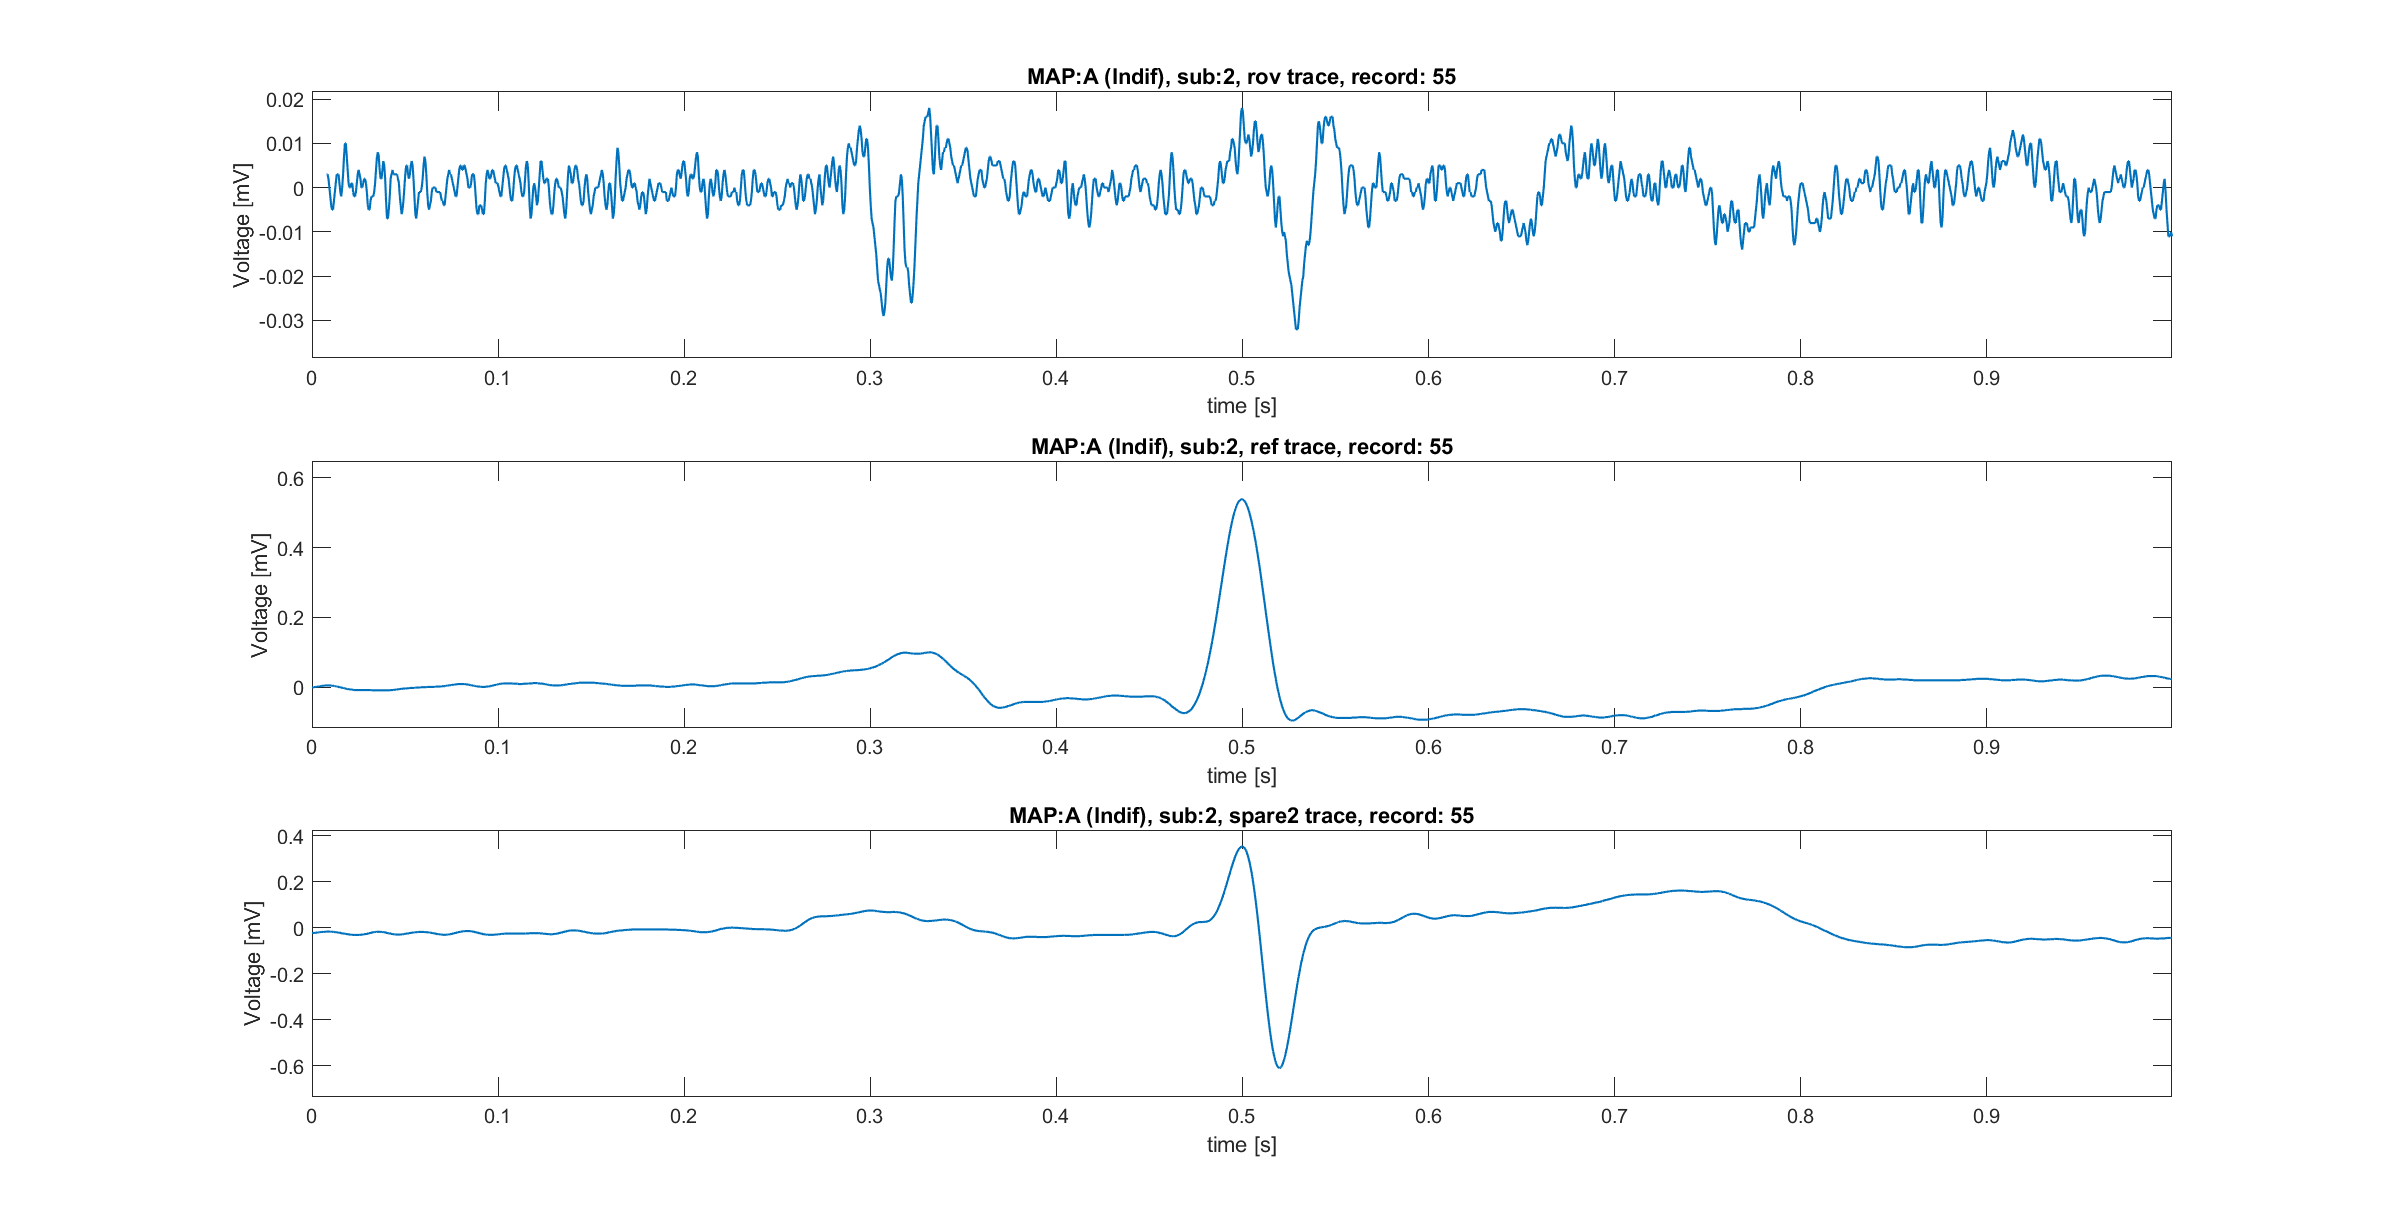 MAP:A (Indif), sub:2, rov trace, record: 55
Voltage [mV]
0.02
0.01
0
-0.01
-0.02
-0.03
0 0.1 0.2 0.3 0.4 0.5 0.6 0.7 0.8 0.9
time [s]
MAP:A (Indif), sub:2, ref trace, record: 55
Voltage [mV]
0.6
0.4
0.2
0
0 0.1 0.2 0.3 0.4 0.5 0.6 0.7 0.8 0.9
time [s]
MAP:A (Indif), sub:2, spare2 trace, record: 55
Voltage [mV]
0.4
0.2
0
-0.2
-0.4
-0.6
0 0.1 0.2 0.3 0.4 0.5 0.6 0.7 0.8 0.9
time [s]